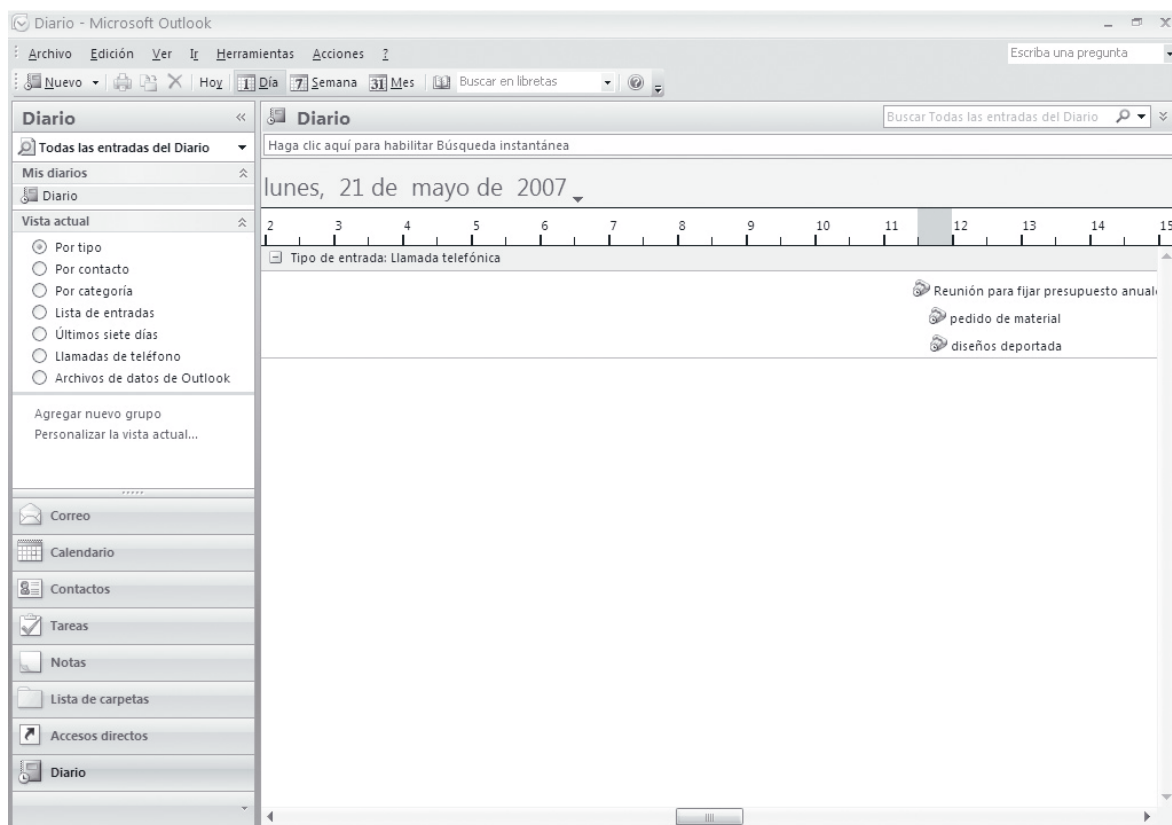 Diario - Microsoft Outlook
Archivo Edición Ver Ir Herramientas Acciones ?
Escriba una pregunta
Nuevo Hoy 1 Día 7 Semana 31 Mes Buscar en libretas
Diario
Todas las entradas del Diario
Mis diarios
Diario
Vista actual
Por tipo
Por contacto
Por categoría
Lista de entradas
Últimos siete días
Llamadas de teléfono
Archivos de datos de Outlook
Agregar nuevo grupo
Personalizar la vista actual...
Correo
Calendario
Contactos
Tareas
Notas
Lista de carpetas
Accesos directos
Diario
Diario
Buscar Todas las entradas del Diario
Haga clic aquí para habilitar Búsqueda instantánea
lunes, 21 de mayo de 2007
2 3 4 5 6 7 8 9 10 11 12 13 14 15
Tipo de entrada: Llamada telefónica
Reunión para fijar presupuesto anual
pedido de material
diseños deportada